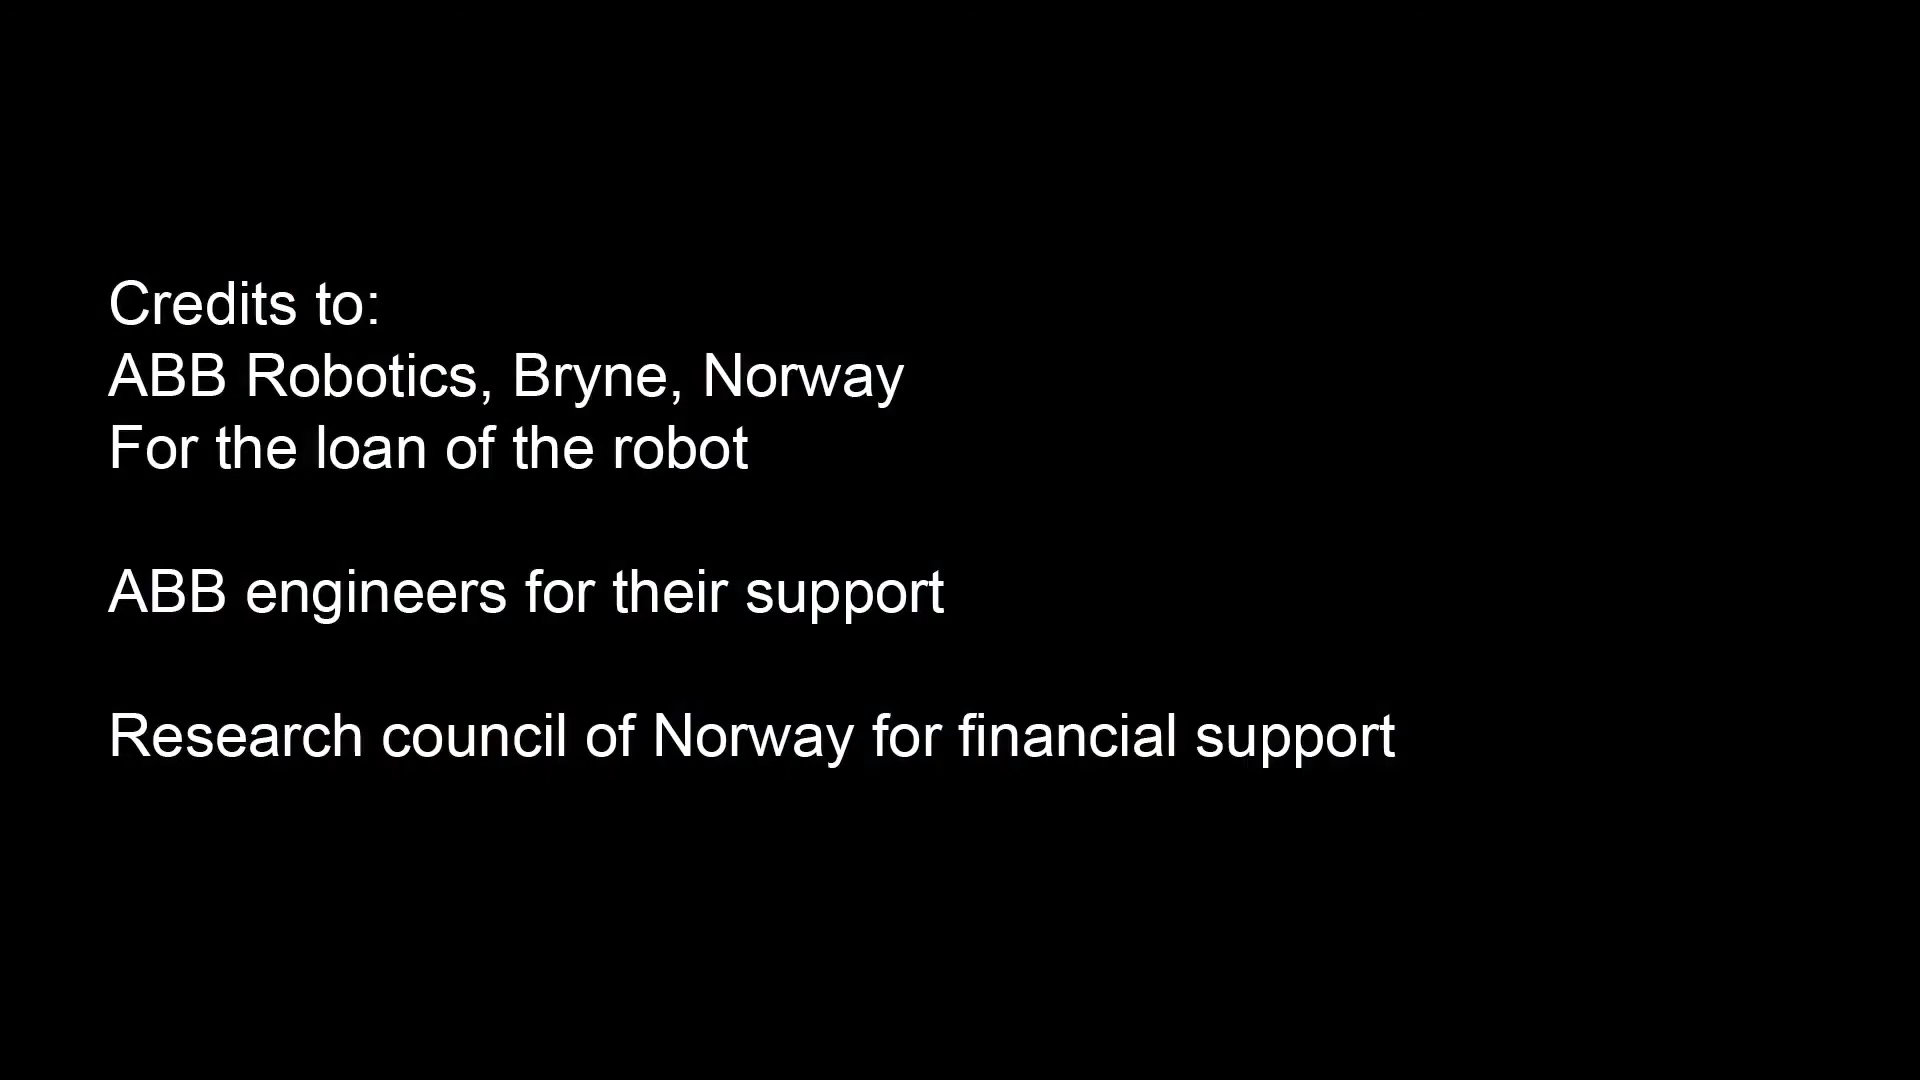 Credits to:
ABB Robotics, Bryne, Norway
For the loan of the robot
ABB engineers for their support
Research council of Norway for financial support